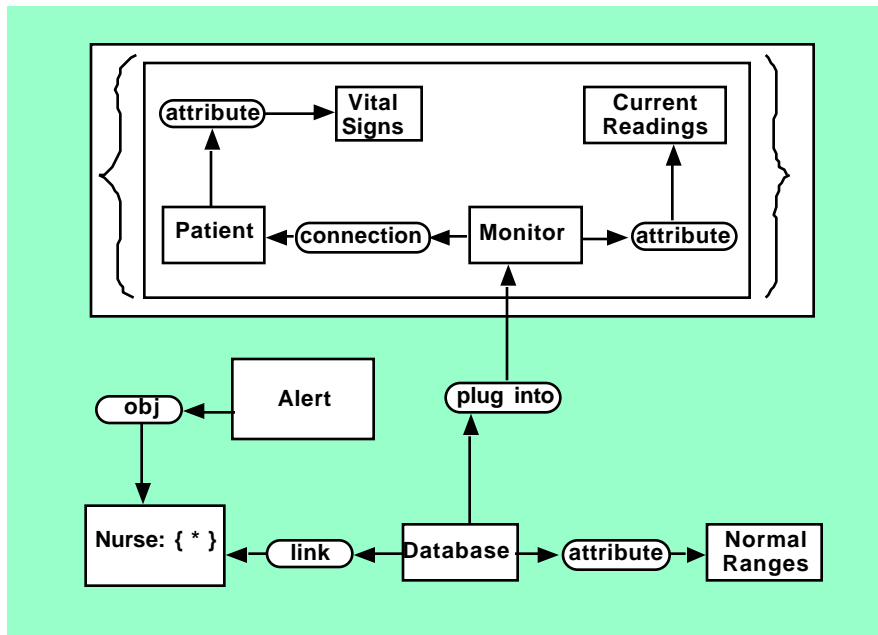 attribute
Vital
Signs
Current
Readings
Patient
connection
Monitor
attribute
obj
Alert
plug into
Nurse: { * }
link
Database
attribute
Normal
Ranges